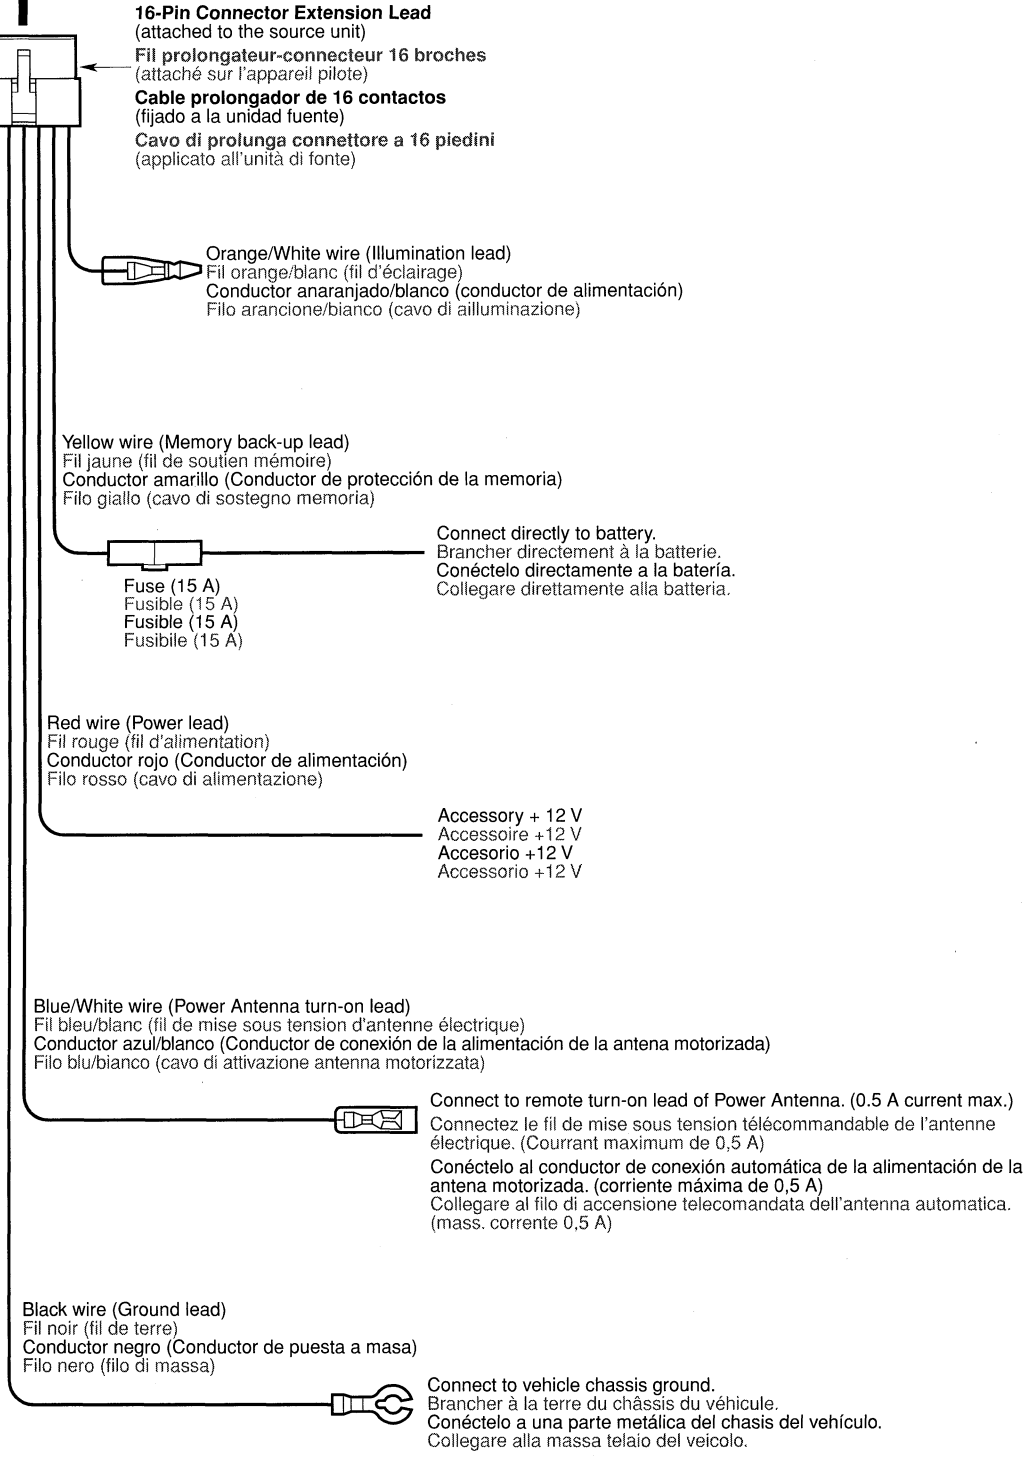 16-Pin Connector Extension Lead
(attached to the source unit)
Fil prolongateur-connecteur 16 broches
(attaché sur l'appareil pilote)
Cable prolongador de 16 contactos
(fijado a la unidad fuente)
Cavo di prolunga connettore a 16 piedini
(applicato all'unità di fonte)
Orange/White wire (Illumination lead)
Fil orange/blanc (fil d'éclairage)
Conductor anaranjado/blanco (conductor de alimentación)
Filo arancione/bianco (cavo di ailluminazione)
Yellow wire (Memory back-up lead)
Fil jaune (fil de soutien mémoire)
Conductor amarillo (Conductor de protección de la memoria)
Filo giallo (cavo di sostegno memoria)
Connect directly to battery.
Brancher directement à la batterie.
Conéctelo directamente a la batería.
Collegare direttamente alla batteria.
Fuse (15 A)
Fusible (15 A)
Fusible (15 A)
Fusibile (15 A)
Red wire (Power lead)
Fil rouge (fil d'alimentation)
Conductor rojo (Conductor de alimentación)
Filo rosso (cavo di alimentazione)
Accessory + 12 V
Accessoire +12 V
Accesorio +12 V
Accessorio +12 V
Blue/White wire (Power Antenna turn-on lead)
Fil bleu/blanc (fil de mise sous tension d'antenne électrique)
Conductor azul/blanco (Conductor de conexión de la alimentación de la antena motorizada)
Filo blu/bianco (cavo di attivazione antenna motorizzata)
Connect to remote turn-on lead of Power Antenna. (0.5 A current max.)
Connectez le fil de mise sous tension télécommandable de l'antenne
électrique. (Courrant maximum de 0,5 A)
Conéctelo al conductor de conexión automática de la alimentación de la
antena motorizada. (corriente máxima de 0,5 A)
Collegare al filo di accensione telecomandata dell'antenna automatica.
(mass. corrente 0,5 A)
Black wire (Ground lead)
Fil noir (fil de terre)
Conductor negro (Conductor de puesta a masa)
Filo nero (filo di massa)
Connect to vehicle chassis ground.
Brancher à la terre du châssis du véhicule.
Conéctelo a una parte metálica del chasis del vehículo.
Collegare alla massa telaio del veicolo.